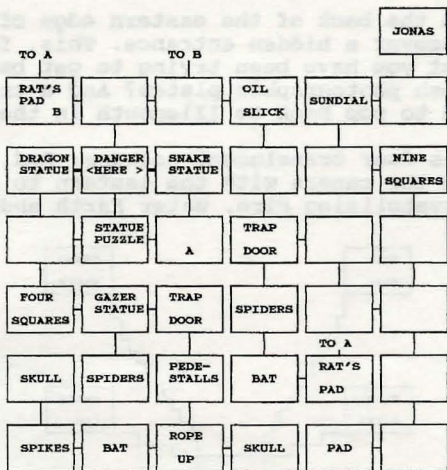 JONAS
TO A TO B
RAT'S PAD B
OIL SLICK
SUNDIAL
DRAGON STATUE
DANGER <HERE >
SNAKE STATUE
NINE SQUARES
STATUE PUZZLE
A
TRAP DOOR
FOUR SQUARES
GAZER STATUE
TRAP DOOR
SPIDERS
TO A
SKULL
SPIDERS
PEDE-STALLS
BAT
RAT'S PAD
SPIKES
BAT
ROPE UP
SKULL
PAD